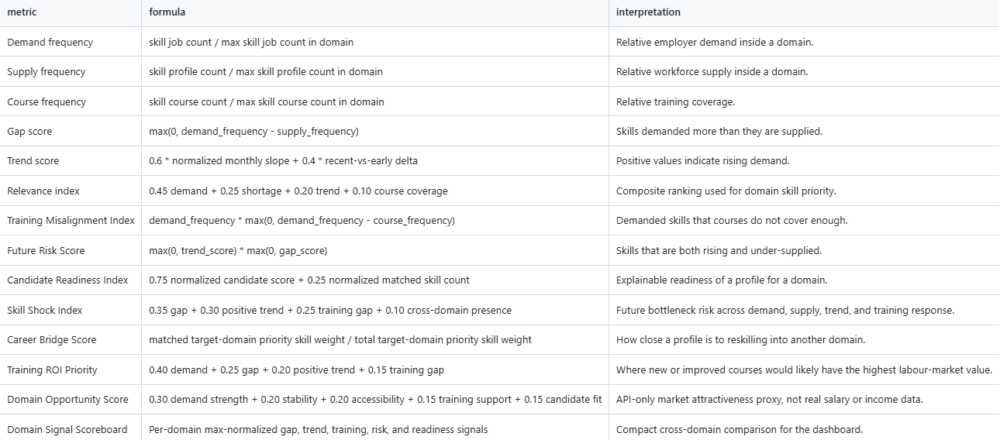 metric formula interpretation
Demand frequency skill job count / max skill job count in domain Relative employer demand inside a domain.
Supply frequency skill profile count / max skill profile count in domain Relative workforce supply inside a domain.
Course frequency skill course count / max skill course count in domain Relative training coverage.
Gap score max(0, demand_frequency - supply_frequency) Skills demanded more than they are supplied.
Trend score 0.6 * normalized monthly slope + 0.4 * recent-vs-early delta Positive values indicate rising demand.
Relevance index 0.45 demand + 0.25 shortage + 0.20 trend + 0.10 course coverage Composite ranking used for domain skill priority.
Training Misalignment Index demand_frequency * max(0, demand_frequency - course_frequency) Demanded skills that courses do not cover enough.
Future Risk Score max(0, trend_score) * max(0, gap_score) Skills that are both rising and under-supplied.
Candidate Readiness Index 0.75 normalized candidate score + 0.25 normalized matched skill count Explainable readiness of a profile for a domain.
Skill Shock Index 0.35 gap + 0.30 positive trend + 0.25 training gap + 0.10 cross-domain presence Future bottleneck risk across demand, supply, trend, and training response.
Career Bridge Score matched target-domain priority skill weight / total target-domain priority skill weight How close a profile is to reskilling into another domain.
Training ROI Priority 0.40 demand + 0.25 gap + 0.20 positive trend + 0.15 training gap Where new or improved courses would likely have the highest labour-market value.
Domain Opportunity Score 0.30 demand strength + 0.20 stability + 0.20 accessibility + 0.15 training support + 0.15 candidate fit API-only market attractiveness proxy, not real salary or income data.
Domain Signal Scoreboard Per-domain max-normalized gap, trend, training, risk, and readiness signals Compact cross-domain comparison for the dashboard.